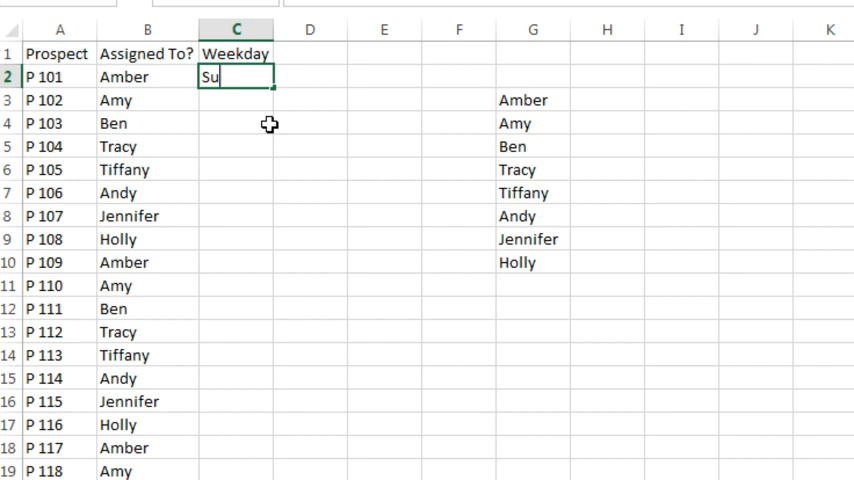 A B C D E F G H I J K
1 Prospect Assigned To? Weekday
2 P 101 Amber Su
3 P 102 Amy Amber
4 P 103 Ben Amy
5 P 104 Tracy Ben
6 P 105 Tiffany Tracy
7 P 106 Andy Tiffany
8 P 107 Jennifer Andy
9 P 108 Holly Jennifer
10 P 109 Amber Holly
11 P 110 Amy
12 P 111 Ben
13 P 112 Tracy
14 P 113 Tiffany
15 P 114 Andy
16 P 115 Jennifer
17 P 116 Holly
18 P 117 Amber
19 P 118 Amy